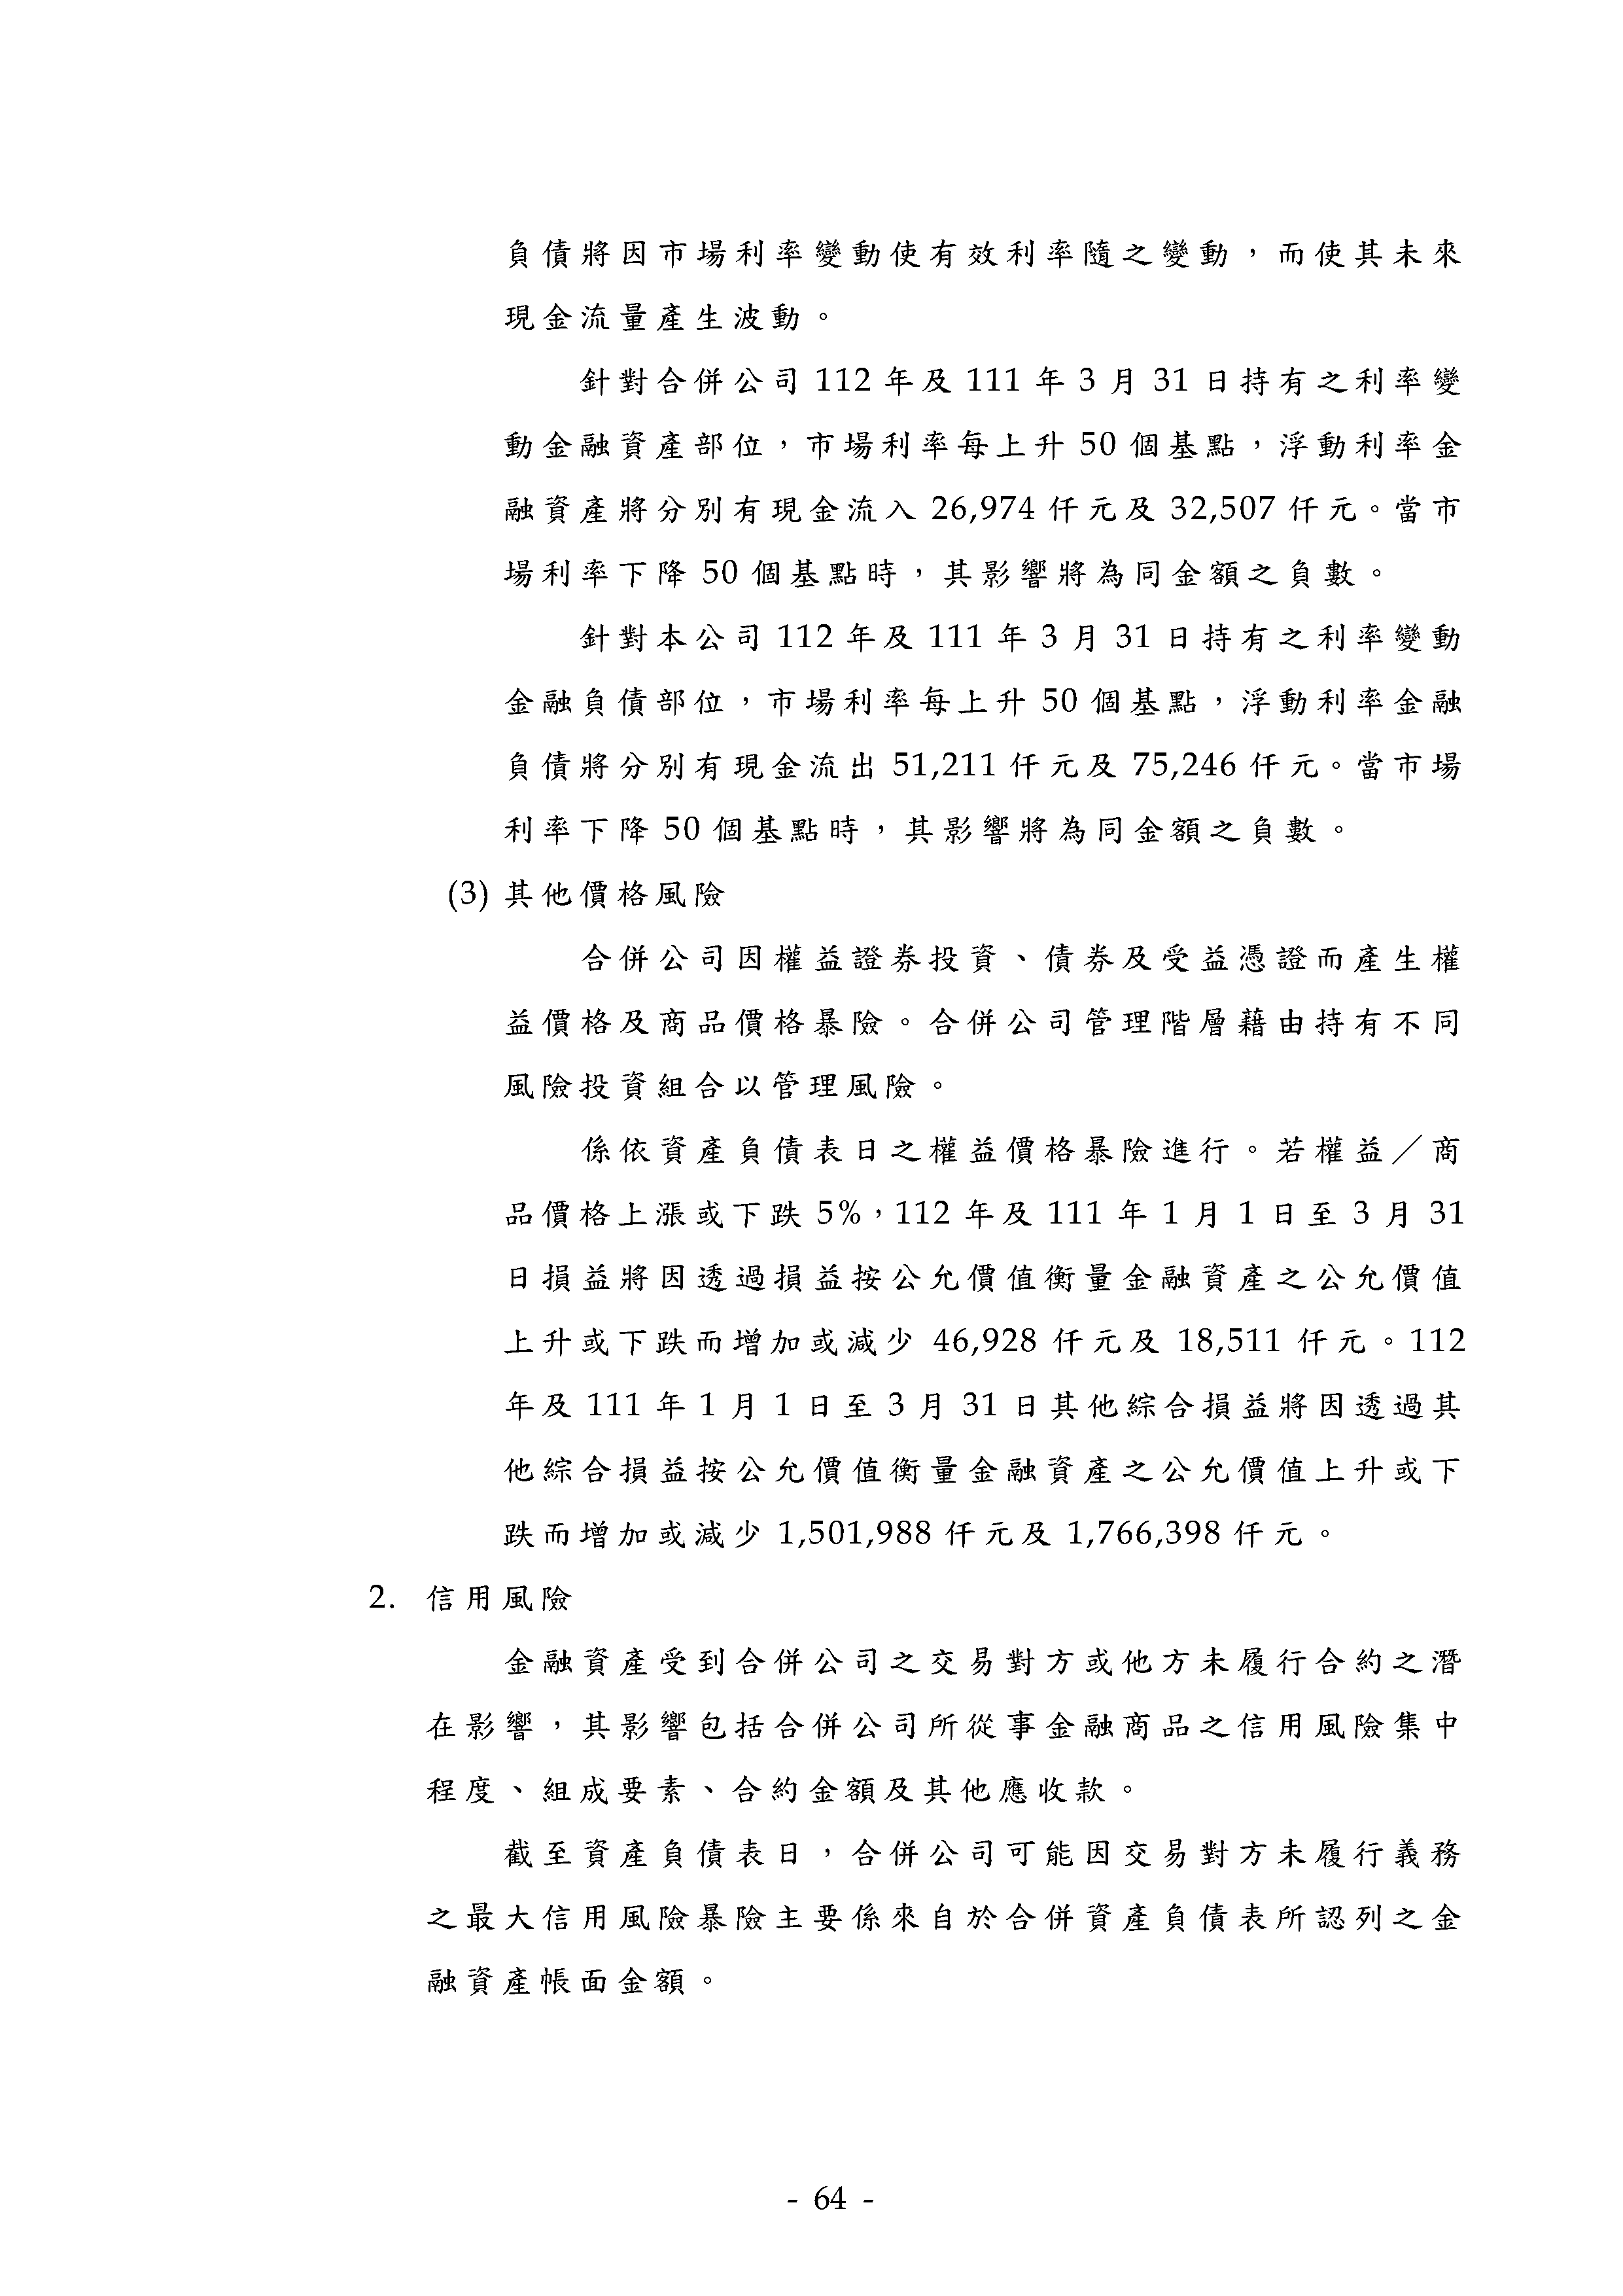 負債將因市場利率變動使有效利率隨之變動，而使其未來
現金流量產生波動。
針對合併公司 112 年及 111 年 3 月 31 日持有之利率變
動金融資產部位，市場利率每上升 50 個基點，浮動利率金
融資產將分別有現金流入 26,974 仟元及 32,507 仟元。當市
場利率下降 50 個基點時，其影響將為同金額之負數。
針對本公司 112 年及 111 年 3 月 31 日持有之利率變動
金融負債部位，市場利率每上升 50 個基點，浮動利率金融
負債將分別有現金流出 51,211 仟元及 75,246 仟元。當市場
利率下降 50 個基點時，其影響將為同金額之負數。
(3) 其他價格風險
合併公司因權益證券投資、債券及受益憑證而產生權
益價格及商品價格暴險。合併公司管理階層藉由持有不同
風險投資組合以管理風險。
係依資產負債表日之權益價格暴險進行。若權益／商
品價格上漲或下跌 5%，112 年及 111 年 1 月 1 日至 3 月 31
日損益將因透過損益按公允價值衡量金融資產之公允價值
上升或下跌而增加或減少 46,928 仟元及 18,511 仟元。112
年及 111 年 1 月 1 日至 3 月 31 日其他綜合損益將因透過其
他綜合損益按公允價值衡量金融資產之公允價值上升或下
跌而增加或減少 1,501,988 仟元及 1,766,398 仟元。
2. 信用風險
金融資產受到合併公司之交易對方或他方未履行合約之潛
在影響，其影響包括合併公司所從事金融商品之信用風險集中
程度、組成要素、合約金額及其他應收款。
截至資產負債表日，合併公司可能因交易對方未履行義務
之最大信用風險暴險主要係來自於合併資產負債表所認列之金
融資產帳面金額。
- 64 -